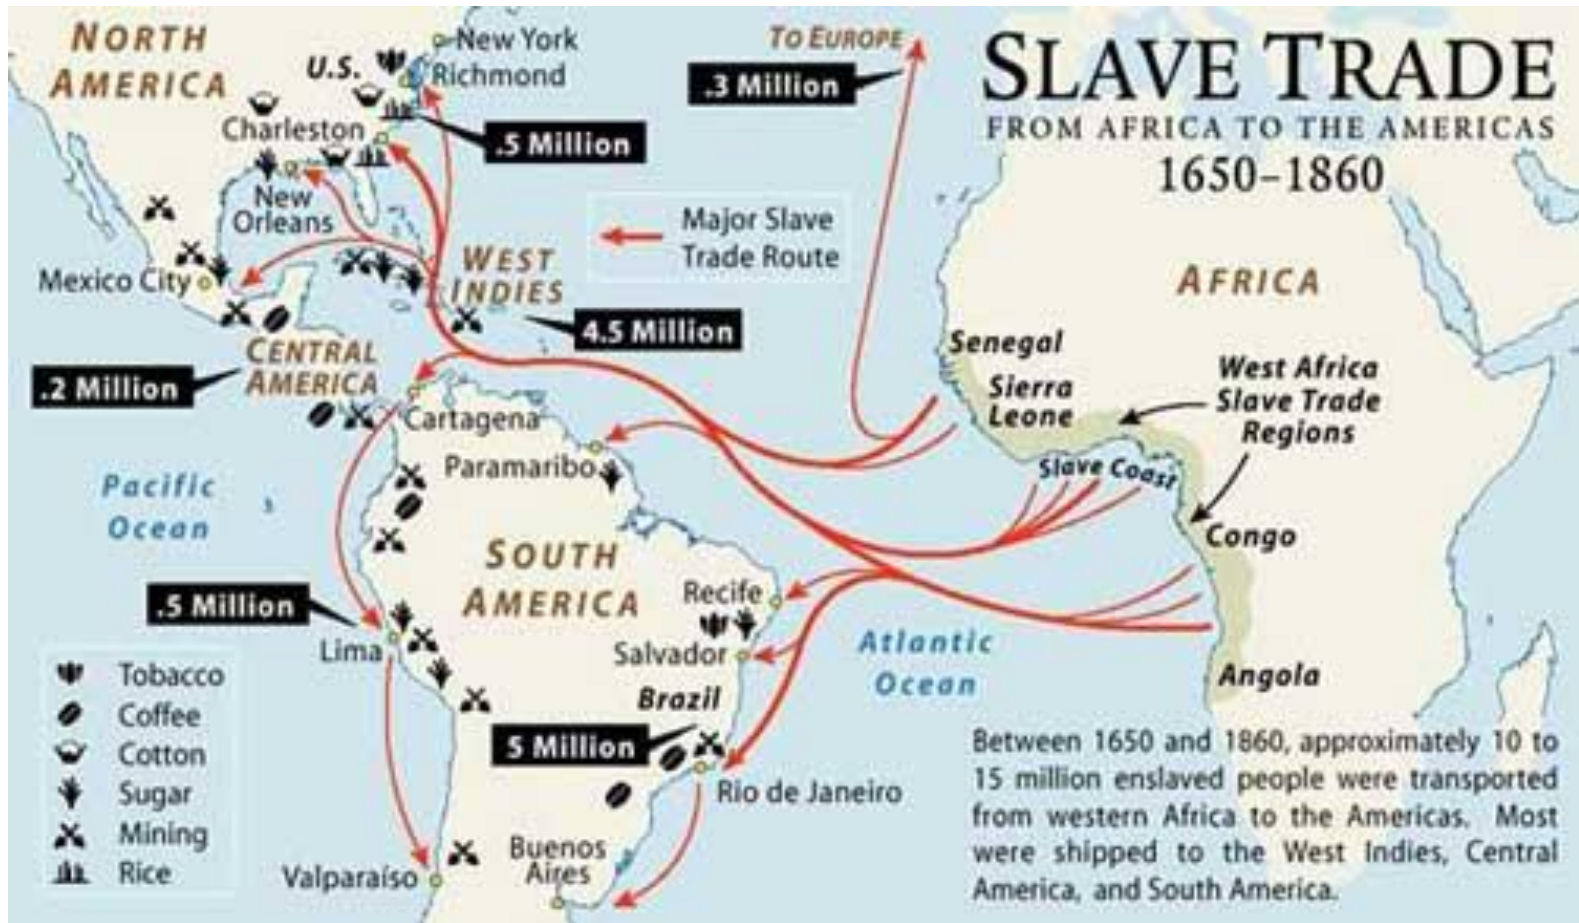 SLAVE TRADE
FROM AFRICA TO THE AMERICAS
1650–1860
NORTH
AMERICA
U.S.
New York
Richmond
Charleston
.5 Million
New
Orleans
Mexico City
TO EUROPE
.3 Million
Major Slave
Trade Route
WEST
INDIES
4.5 Million
CENTRAL
AMERICA
.2 Million
Cartagena
Paramaribo
Pacific
Ocean
SOUTH
AMERICA
.5 Million
Lima
Recife
Salvador
Brazil
5 Million
Rio de Janeiro
Buenos
Aires
Valparaíso
Atlantic
Ocean
AFRICA
Senegal
Sierra
Leone
West Africa
Slave Trade
Regions
Slave Coast
Congo
Angola
Tobacco
Coffee
Cotton
Sugar
Mining
Rice
Between 1650 and 1860, approximately 10 to
15 million enslaved people were transported
from western Africa to the Americas. Most
were shipped to the West Indies, Central
America, and South America.